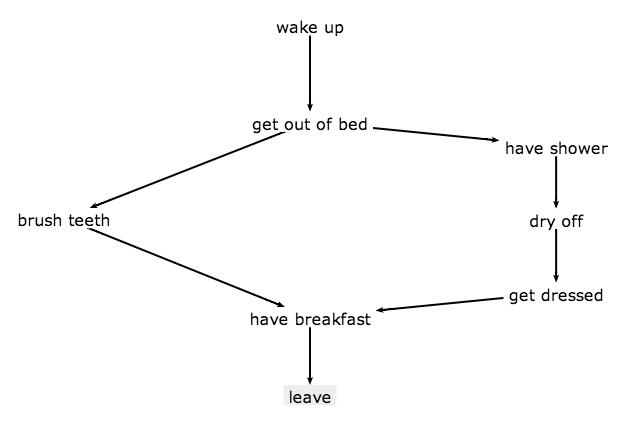 wake up
get out of bed
have shower
brush teeth
dry off
get dressed
have breakfast
leave